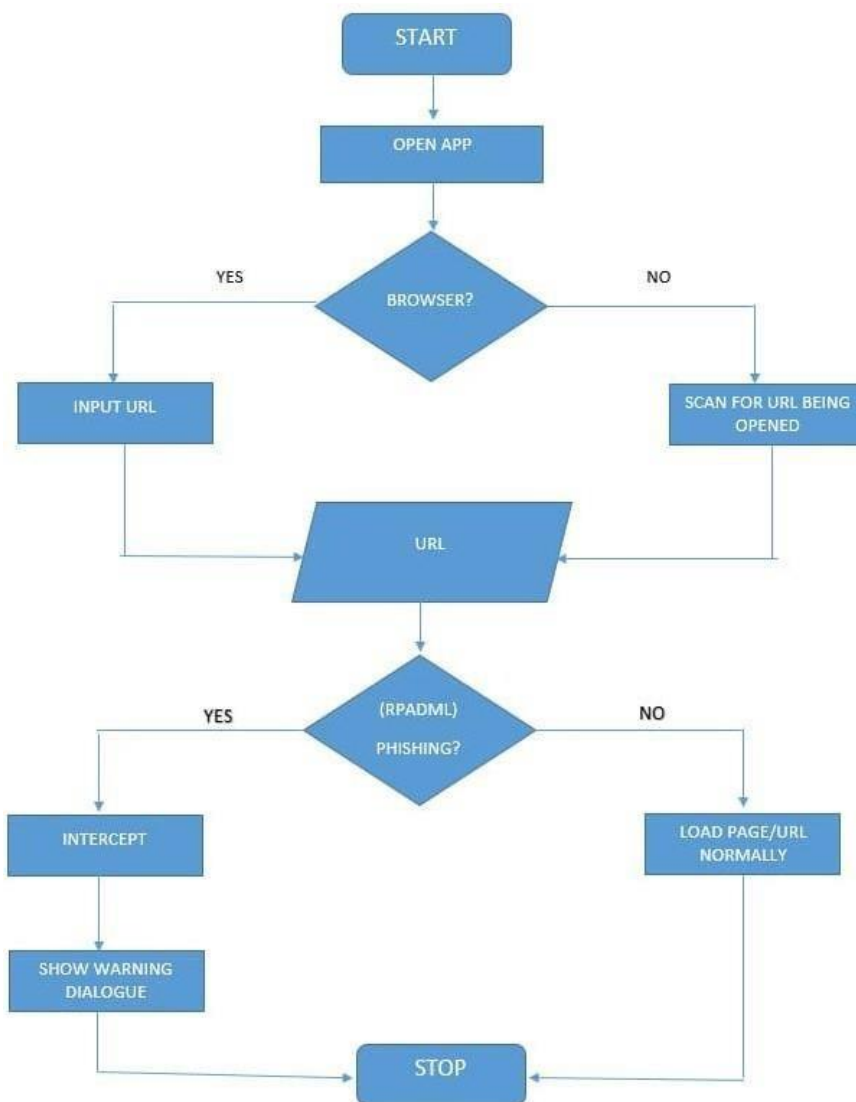 START
OPEN APP
YES
BROWSER?
NO
INPUT URL
SCAN FOR URL BEING
OPENED
URL
YES
(RPADML)
PHISHING?
NO
INTERCEPT
LOAD PAGE/URL
NORMALLY
SHOW WARNING
DIALOGUE
STOP